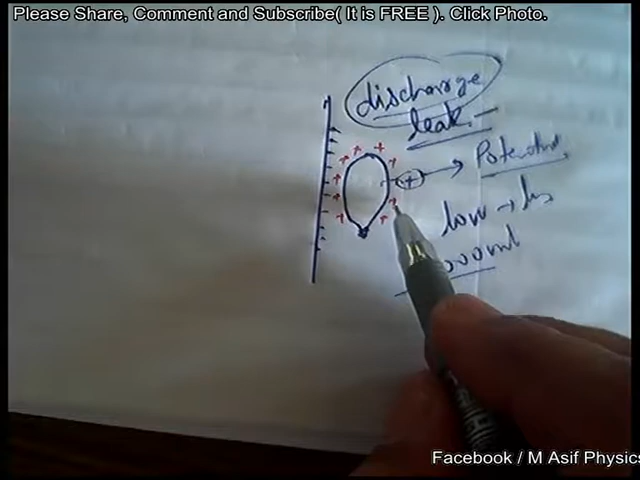 Please Share, Comment and Subscribe( It is FREE ). Click Photo.
discharge
leak.
+ → Potential
low →
Facebook / M Asif Physics